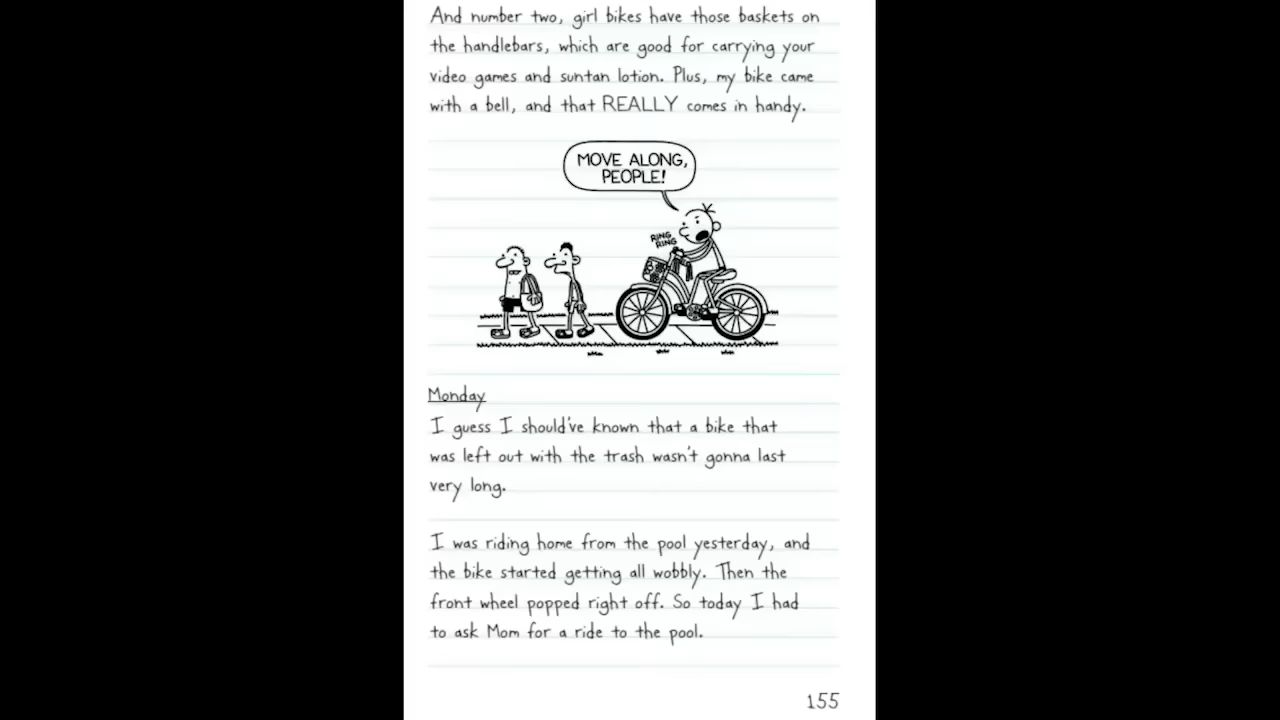 And number two, girl bikes have those baskets on
the handlebars, which are good for carrying your
video games and suntan lotion. Plus, my bike came
with a bell, and that REALLY comes in handy.
MOVE ALONG,
PEOPLE!
RING
RING
Monday
I guess I should've known that a bike that
was left out with the trash wasn't gonna last
very long.
I was riding home from the pool yesterday, and
the bike started getting all wobbly. Then the
front wheel popped right off. So today I had
to ask Mom for a ride to the pool.
155